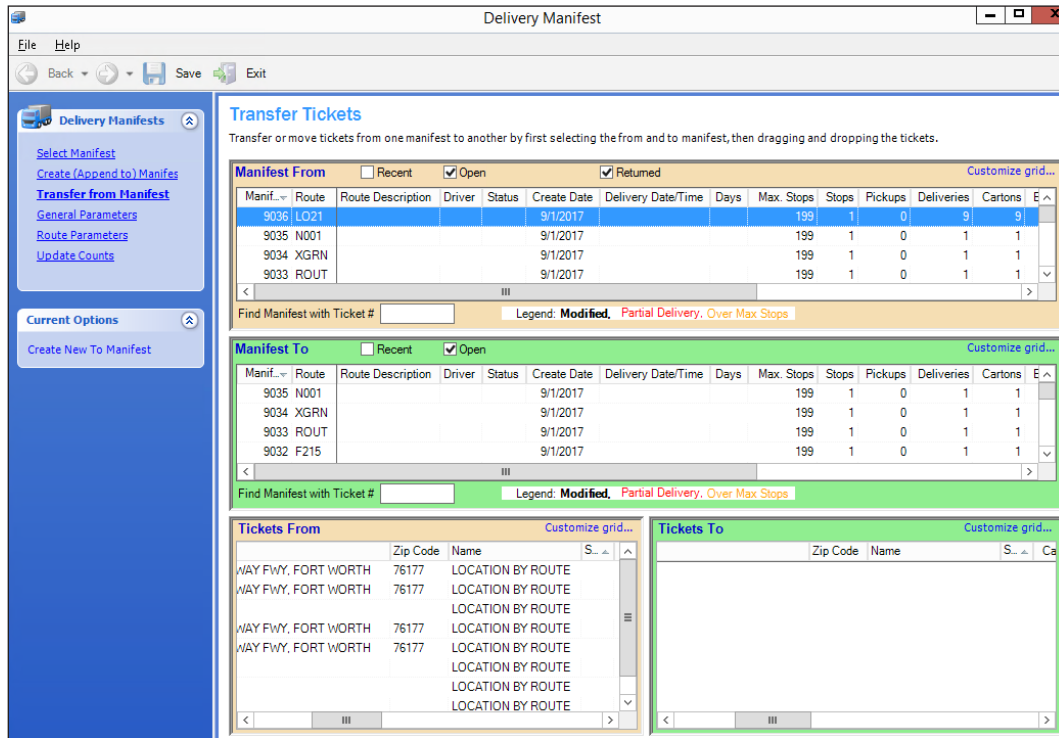 Delivery Manifest
File Help
Back Save Exit
Delivery Manifests
Select Manifest
Create (Append to) Manifes
Transfer from Manifest
General Parameters
Route Parameters
Update Counts
Current Options
Create New To Manifest
Transfer Tickets
Transfer or move tickets from one manifest to another by first selecting the from and to manifest, then dragging and dropping the tickets.
Manifest From Recent Open Returned Customize grid...
Manif... Route Route Description Driver Status Create Date Delivery Date/Time Days Max. Stops Stops Pickups Deliveries Cartons E
9036 LO21 9/1/2017 199 1 0 9 9
9035 N001 9/1/2017 199 1 0 1 1
9034 XGRN 9/1/2017 199 1 0 1 1
9033 ROUT 9/1/2017 199 1 0 1 1
Find Manifest with Ticket # Legend: Modified, Partial Delivery, Over Max Stops
Manifest To Recent Open Customize grid...
Manif... Route Route Description Driver Status Create Date Delivery Date/Time Days Max. Stops Stops Pickups Deliveries Cartons E
9035 N001 9/1/2017 199 1 0 1 1
9034 XGRN 9/1/2017 199 1 0 1 1
9033 ROUT 9/1/2017 199 1 0 1 1
9032 F215 9/1/2017 199 1 0 1 1
Find Manifest with Ticket # Legend: Modified, Partial Delivery, Over Max Stops
Tickets From Customize grid...
Zip Code Name S...
WAY FWY, FORT WORTH 76177 LOCATION BY ROUTE
WAY FWY, FORT WORTH 76177 LOCATION BY ROUTE
LOCATION BY ROUTE
WAY FWY, FORT WORTH 76177 LOCATION BY ROUTE
WAY FWY, FORT WORTH 76177 LOCATION BY ROUTE
LOCATION BY ROUTE
LOCATION BY ROUTE
LOCATION BY ROUTE
Tickets To Customize grid...
Zip Code Name S... Ca